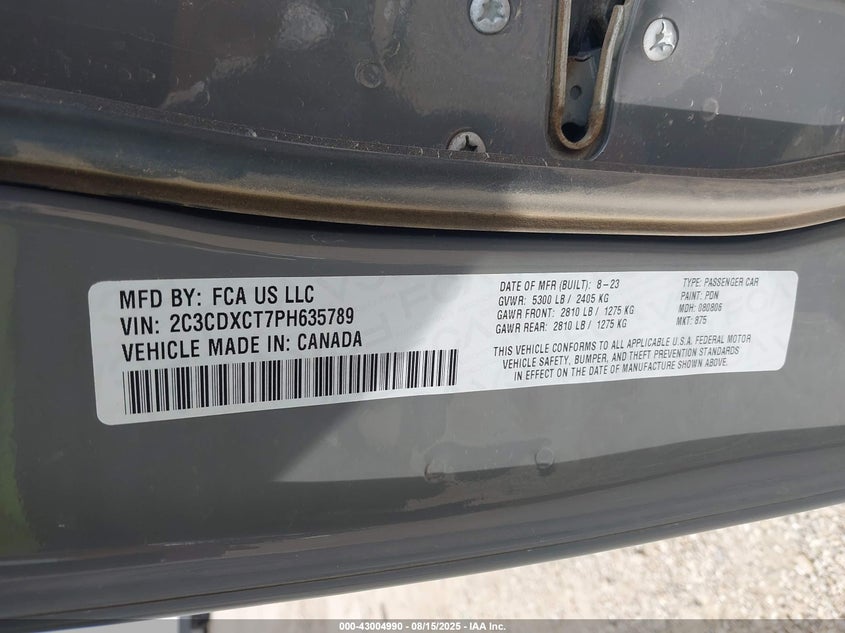 MFD BY: FCA US LLC
VIN: 2C3CDXCT7PH635789
VEHICLE MADE IN: CANADA
DATE OF MFR (BUILT): 8-23
GVWR: 5300 LB / 2405 KG
GAWR FRONT: 2810 LB / 1275 KG
GAWR REAR: 2810 LB / 1275 KG
TYPE: PASSENGER CAR
PAINT: PDN
MDH: 080806
MKT: 875
THIS VEHICLE CONFORMS TO ALL APPLICABLE U.S.A. FEDERAL MOTOR
VEHICLE SAFETY, BUMPER, AND THEFT PREVENTION STANDARDS
IN EFFECT ON THE DATE OF MANUFACTURE SHOWN ABOVE.
000-43004990 - 08/15/2025 - IAA Inc.